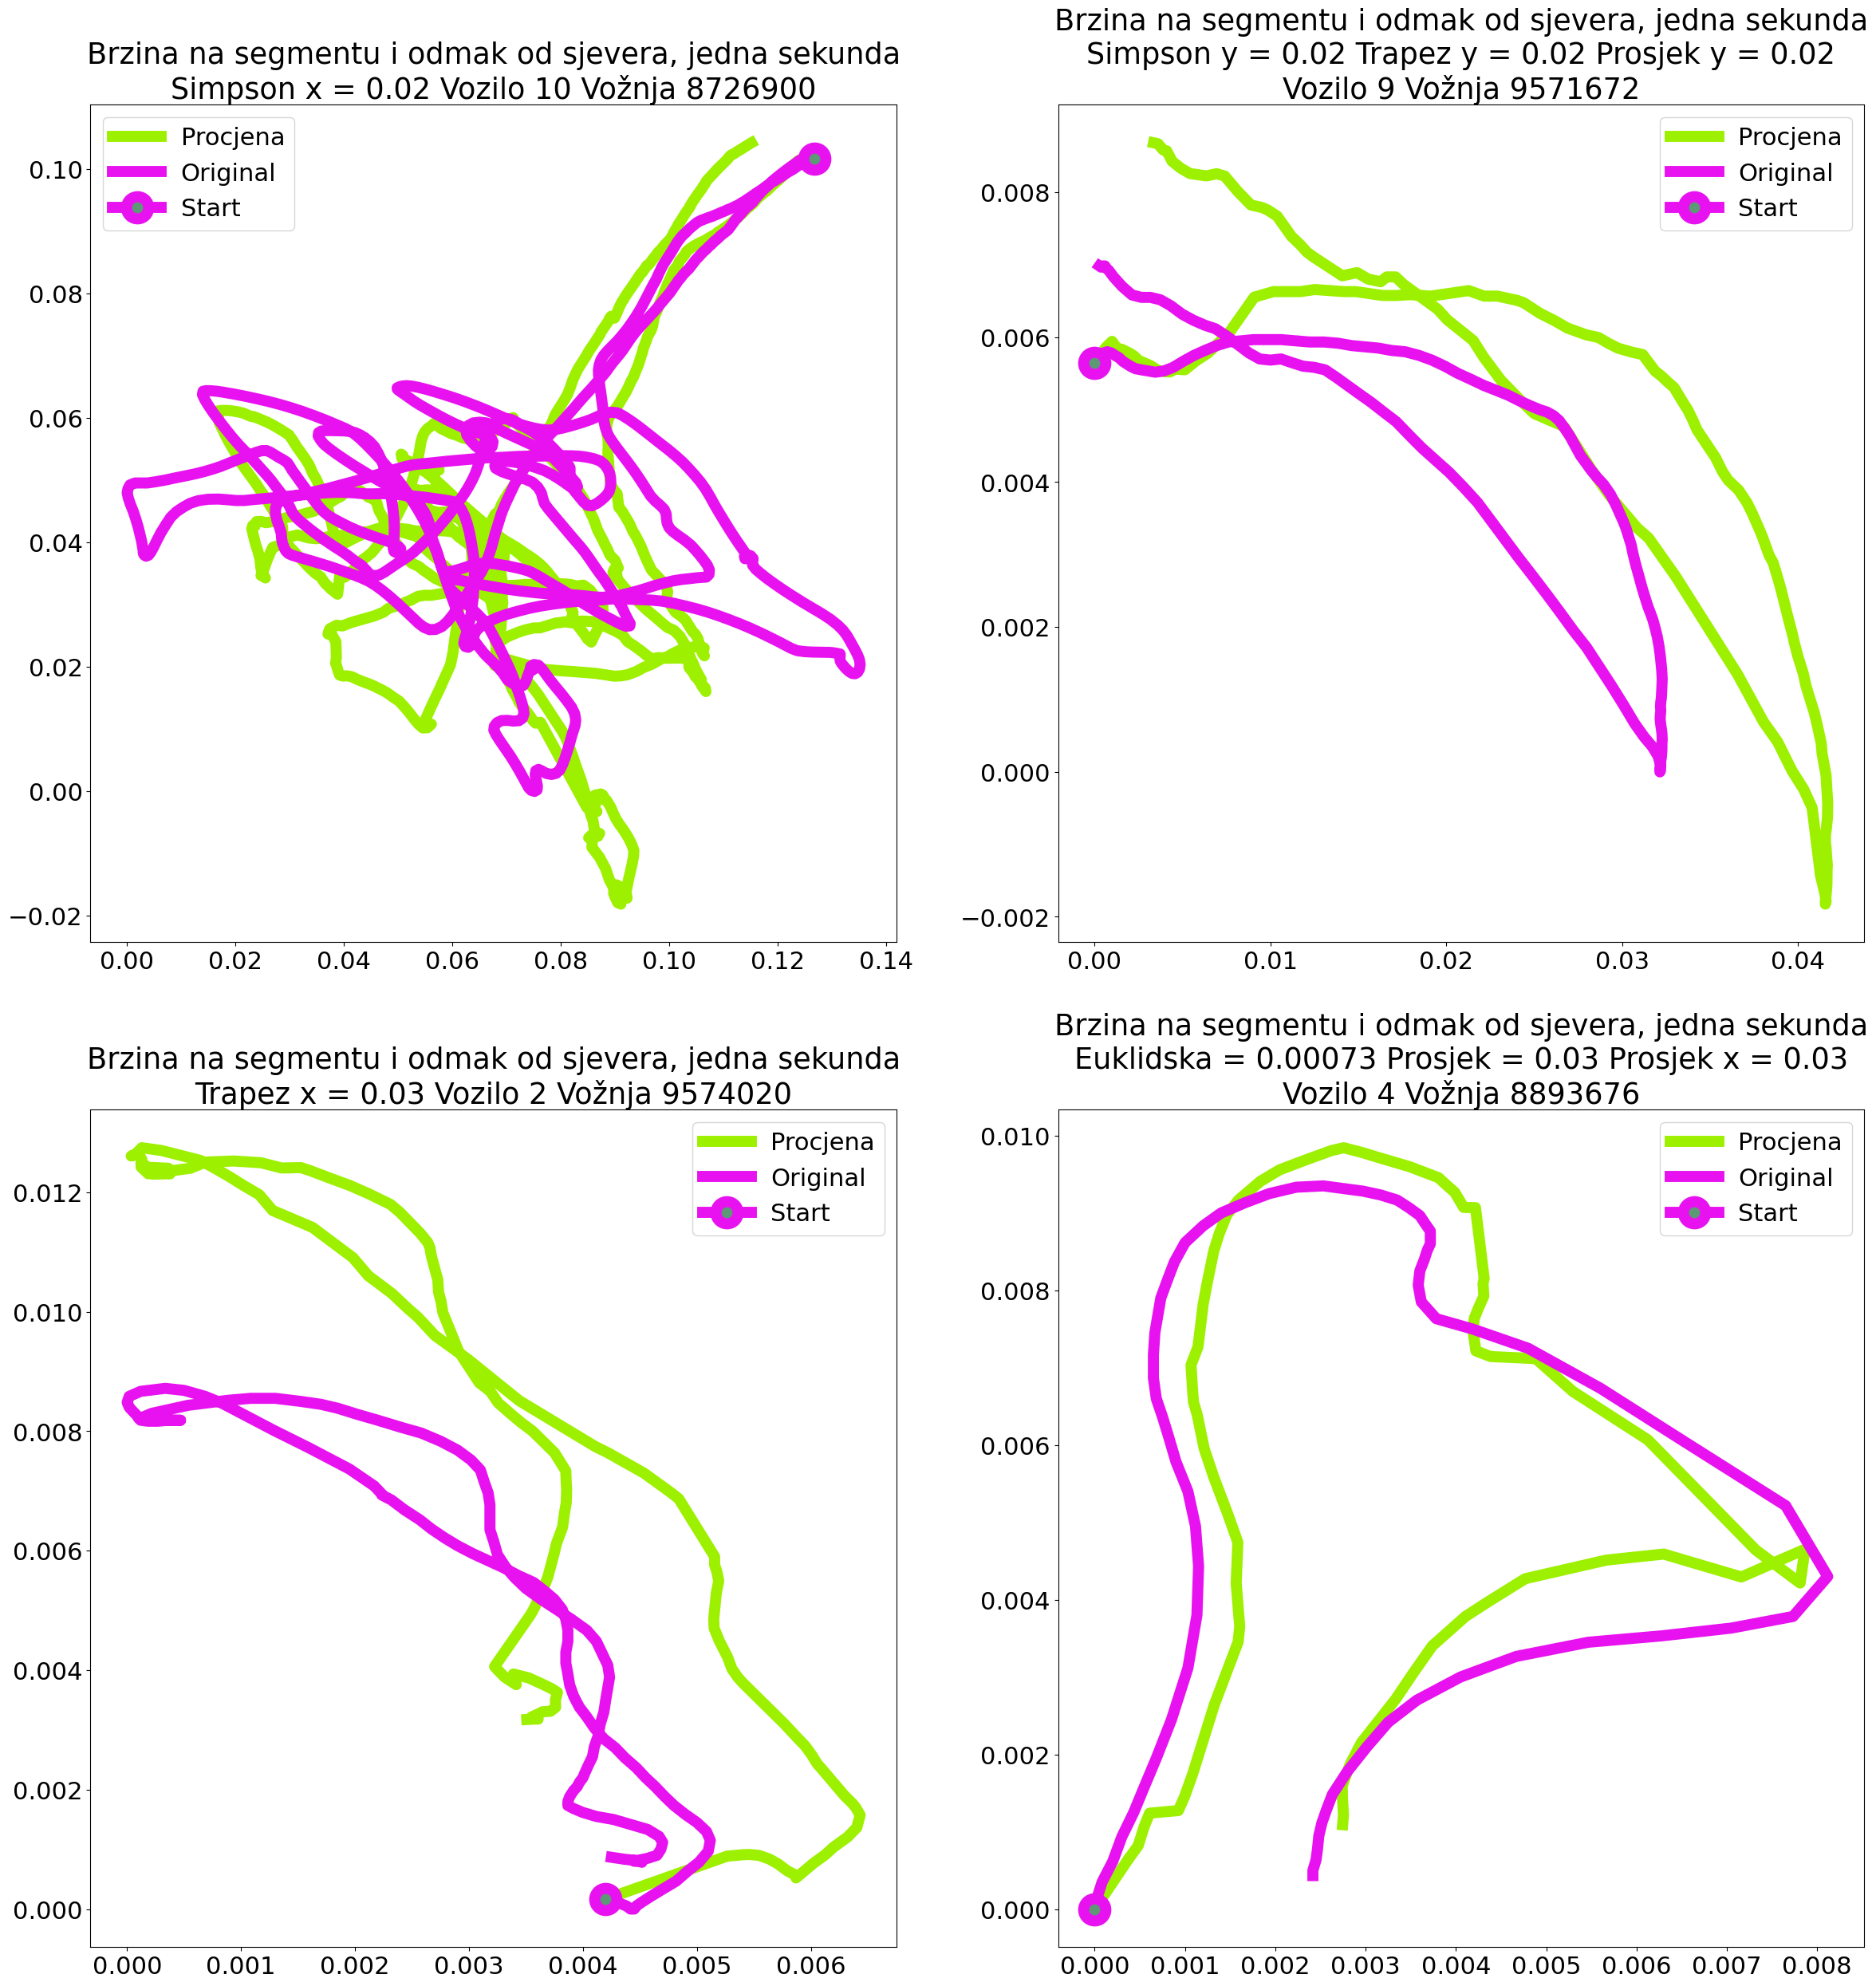 Brzina na segmentu i odmak od sjevera, jedna sekunda
Simpson x = 0.02 Vozilo 10 Vožnja 8726900
Procjena
Original
Start
0.10
0.08
0.06
0.04
0.02
0.00
−0.02
0.00 0.02 0.04 0.06 0.08 0.10 0.12 0.14
Brzina na segmentu i odmak od sjevera, jedna sekunda
Simpson y = 0.02 Trapez y = 0.02 Prosjek y = 0.02
Vozilo 9 Vožnja 9571672
Procjena
Original
Start
0.008
0.006
0.004
0.002
0.000
−0.002
0.00 0.01 0.02 0.03 0.04
Brzina na segmentu i odmak od sjevera, jedna sekunda
Trapez x = 0.03 Vozilo 2 Vožnja 9574020
Procjena
Original
Start
0.012
0.010
0.008
0.006
0.004
0.002
0.000
0.000 0.001 0.002 0.003 0.004 0.005 0.006
Brzina na segmentu i odmak od sjevera, jedna sekunda
Euklidska = 0.00073 Prosjek = 0.03 Prosjek x = 0.03
Vozilo 4 Vožnja 8893676
Procjena
Original
Start
0.010
0.008
0.006
0.004
0.002
0.000
0.000 0.001 0.002 0.003 0.004 0.005 0.006 0.007 0.008